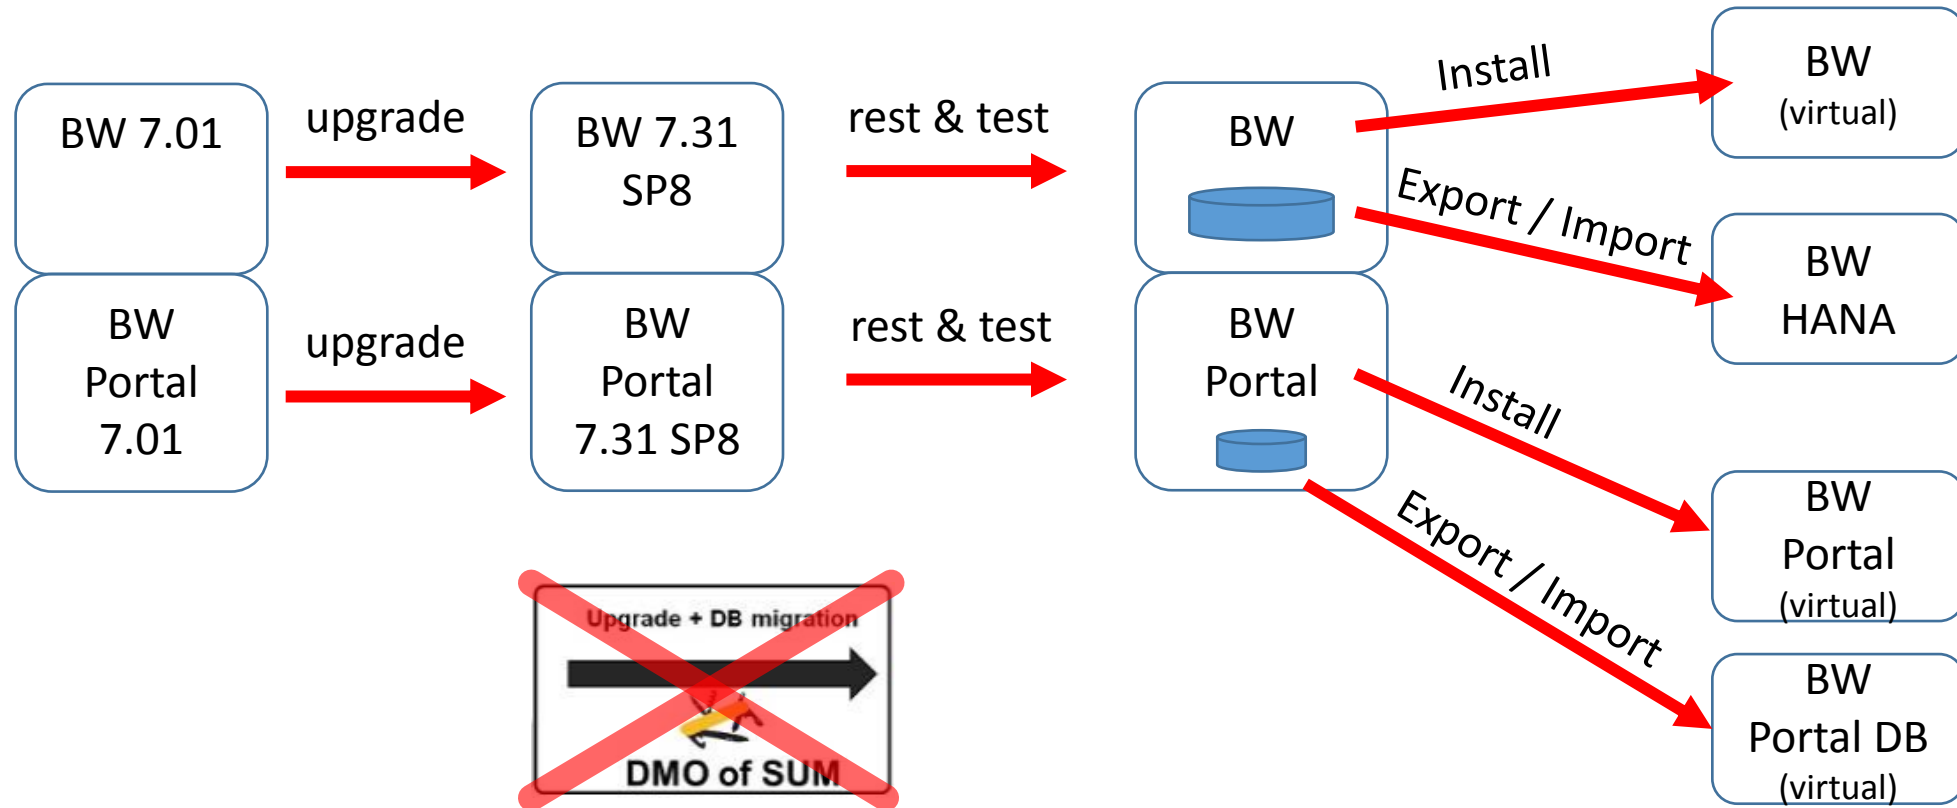 BW 7.01
upgrade
BW 7.31
SP8
rest & test
BW
Install
BW
(virtual)
Export / Import
BW
HANA
BW
Portal
7.01
upgrade
BW
Portal
7.31 SP8
rest & test
BW
Portal
Install
BW
Portal
(virtual)
Export / Import
BW
Portal DB
(virtual)
Upgrade + DB migration
DMO of SUM